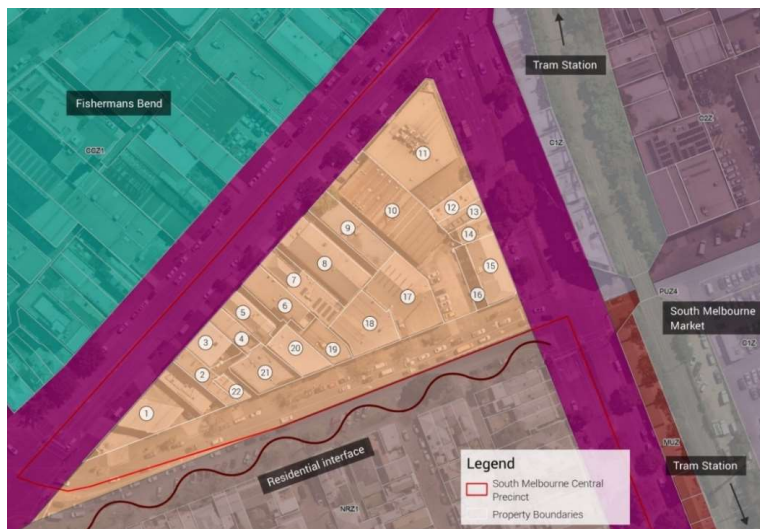 Tram Station
Fishermans Bend
C1Z
C2Z
11
12
13
10
14
9
15
8
17
7
16
PUZ4
6
South Melbourne
Market
5
18
C1Z
3
4
20
19
2
21
22
1
MUZ
Residential interface
Legend
South Melbourne Central
Precinct
Property Boundaries
Tram Station
NRZ1